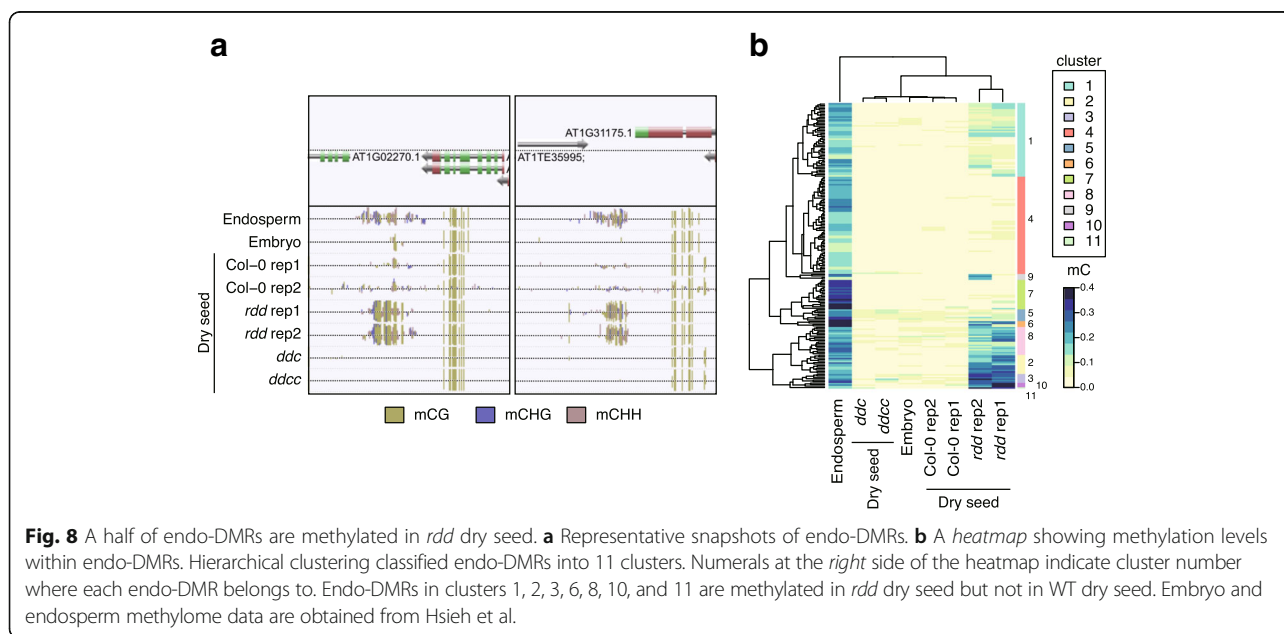 a
b
AT1G31175.1
AT1G02270.1
AT1TE35995;
Endosperm
Embryo
Col–0 rep1
Col–0 rep2
rdd rep1
rdd rep2
ddc
ddcc
Dry seed
mCG
mCHG
mCHH
cluster
1
2
3
4
5
6
7
8
9
10
11
mC
0.4
0.3
0.2
0.1
0.0
1
4
9
7
5
6
8
2
3
10
11
Endosperm
ddc
ddcc
Embryo
Col–0 rep2
Col–0 rep1
rdd rep2
rdd rep1
Dry seed
Dry seed
Fig. 8 A half of endo-DMRs are methylated in rdd dry seed. a Representative snapshots of endo-DMRs. b A heatmap showing methylation levels
within endo-DMRs. Hierarchical clustering classified endo-DMRs into 11 clusters. Numerals at the right side of the heatmap indicate cluster number
where each endo-DMR belongs to. Endo-DMRs in clusters 1, 2, 3, 6, 8, 10, and 11 are methylated in rdd dry seed but not in WT dry seed. Embryo and
endosperm methylome data are obtained from Hsieh et al.